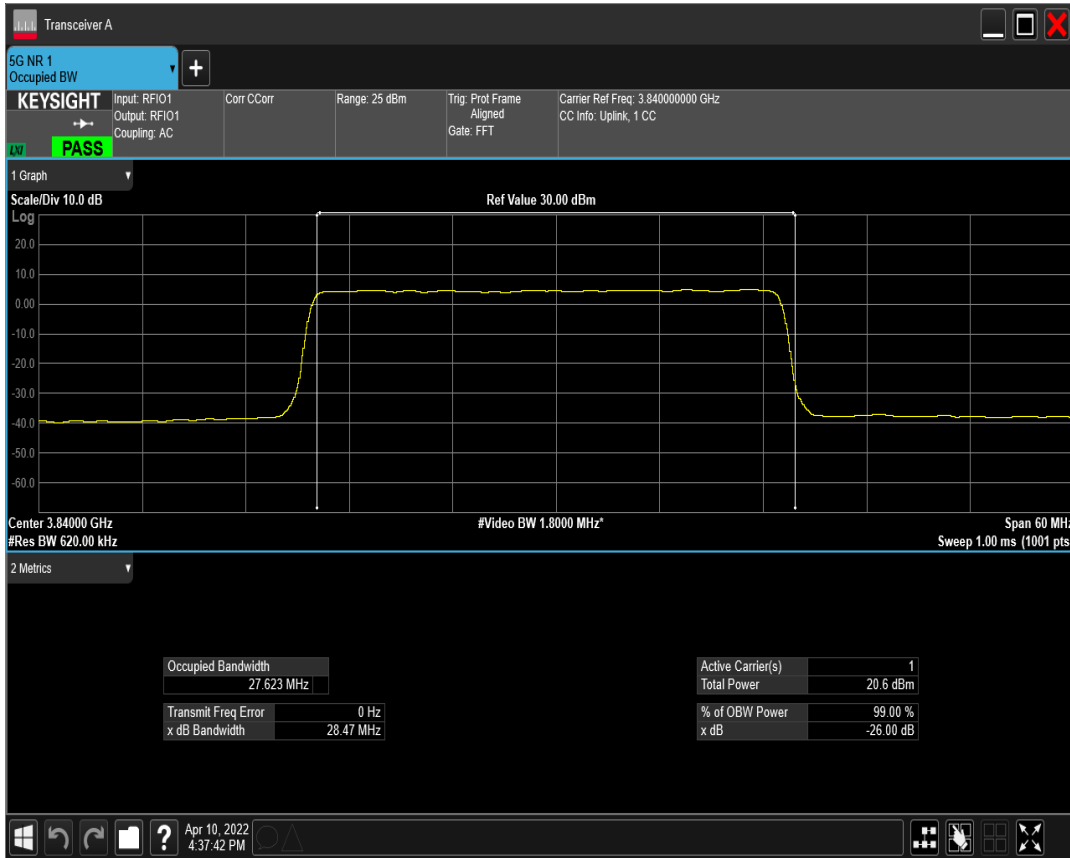 Transceiver A
5G NR 1
Occupied BW
+
KEYSIGHT
LXI
PASS
Input: RFIO1
Output: RFIO1
Coupling: AC
Corr CCorr
Range: 25 dBm
Trig: Prot Frame
Aligned
Gate: FFT
Carrier Ref Freq: 3.840000000 GHz
CC Info: Uplink, 1 CC
1 Graph
Scale/Div 10.0 dB
Ref Value 30.00 dBm
Log
20.0
10.0
0.00
-10.0
-20.0
-30.0
-40.0
-50.0
-60.0
Center 3.84000 GHz
#Video BW 1.8000 MHz*
Span 60 MHz
#Res BW 620.00 kHz
Sweep 1.00 ms (1001 pts
2 Metrics
Occupied Bandwidth
27.623 MHz
Transmit Freq Error 0 Hz
x dB Bandwidth 28.47 MHz
Active Carrier(s) 1
Total Power 20.6 dBm
% of OBW Power 99.00 %
x dB -26.00 dB
?
Apr 10, 2022
4:37:42 PM